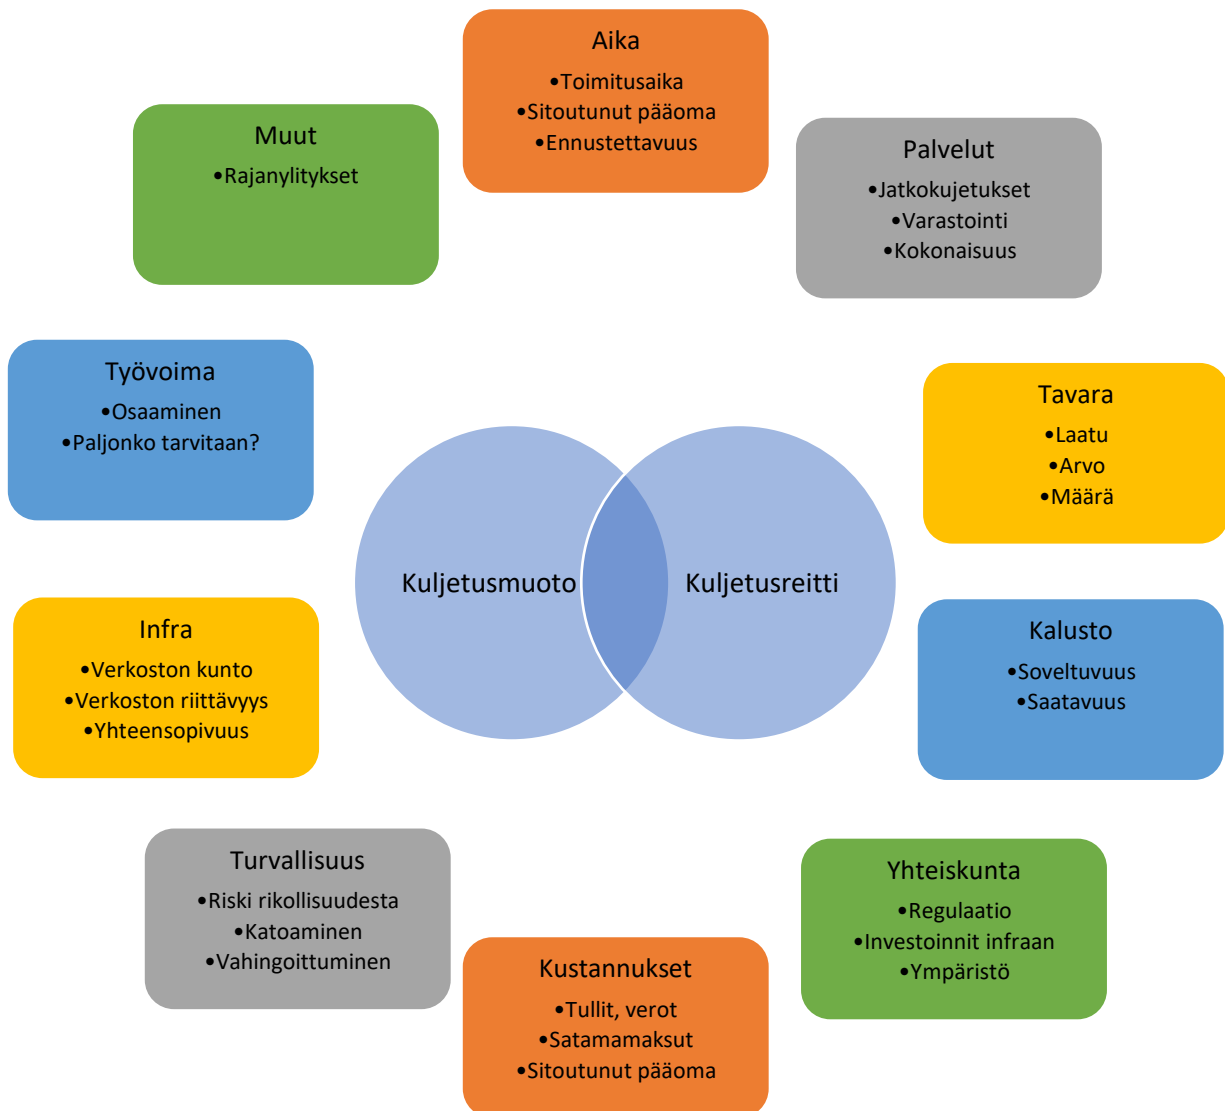 Aika
•Toimitusaika
•Sitoutunut pääoma
•Ennustettavuus
Muut
•Rajanylitykset
Palvelut
•Jatkokujetukset
•Varastointi
•Kokonaisuus
Työvoima
•Osaaminen
•Paljonko tarvitaan?
Tavara
•Laatu
•Arvo
•Määrä
Kuljetusmuoto
Kuljetusreitti
Infra
•Verkoston kunto
•Verkoston riittävyys
•Yhteensopivuus
Kalusto
•Soveltuvuus
•Saatavuus
Turvallisuus
•Riski rikollisuudesta
•Katoaminen
•Vahingoittuminen
Yhteiskunta
•Regulaatio
•Investoinnit infraan
•Ympäristö
Kustannukset
•Tullit, verot
•Satamamaksut
•Sitoutunut pääoma